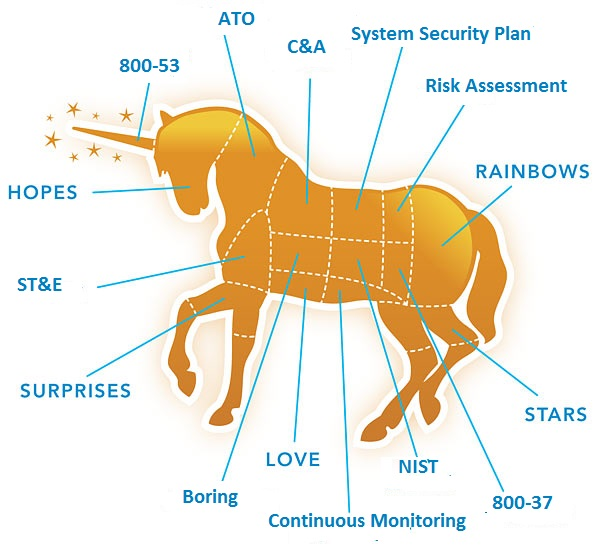 ATO
C&A
System Security Plan
800-53
Risk Assessment
RAINBOWS
HOPES
ST&E
SURPRISES
STARS
LOVE
NIST
Boring
800-37
Continuous Monitoring